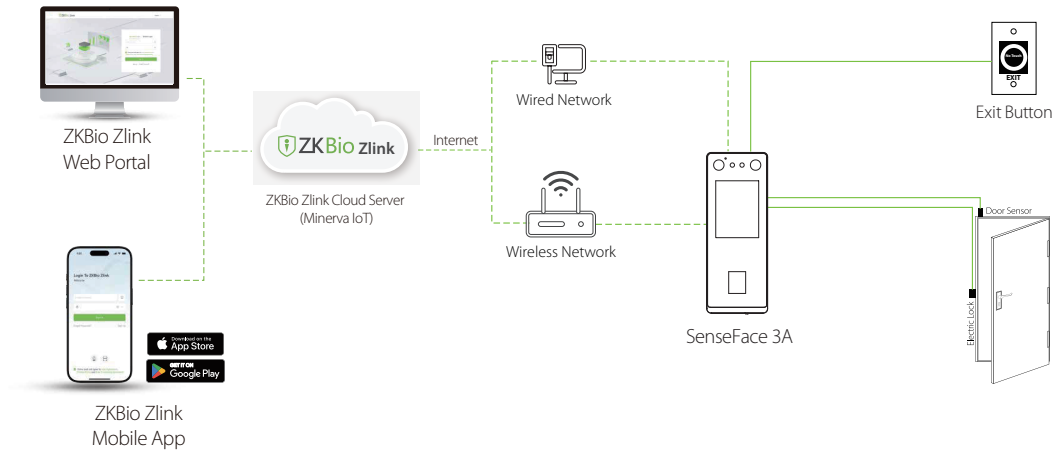 ZKBio Zlink
Web Portal
ZKBio Zlink
ZKBio Zlink Cloud Server
(Minerva IoT)
Internet
Wired Network
Wireless Network
SenseFace 3A
No Touch
EXIT
Exit Button
Door Sensor
Electric Lock
Login To ZKBio Zlink
Download on the
App Store
GET IT ON
Google Play
ZKBio Zlink
Mobile App